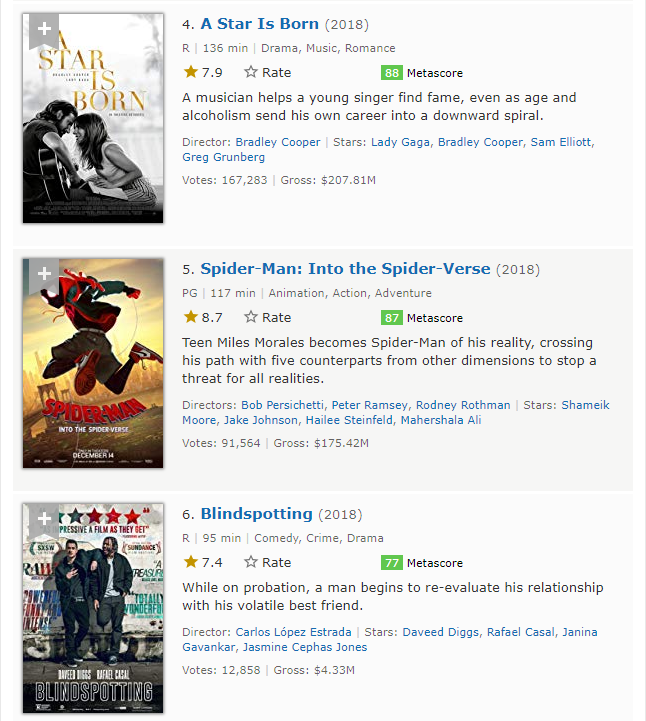 A
STAR
IS
BORN
BRADLEY COOPER
LADY GAGA
4. A Star Is Born (2018)
R | 136 min | Drama, Music, Romance
7.9 Rate 88 Metascore
A musician helps a young singer find fame, even as age and
alcoholism send his own career into a downward spiral.
Director: Bradley Cooper | Stars: Lady Gaga, Bradley Cooper, Sam Elliott,
Greg Grunberg
Votes: 167,283 | Gross: $207.81M
SPIDER-MAN
INTO THE SPIDER-VERSE
DECEMBER 14
5. Spider-Man: Into the Spider-Verse (2018)
PG | 117 min | Animation, Action, Adventure
8.7 Rate 87 Metascore
Teen Miles Morales becomes Spider-Man of his reality, crossing
his path with five counterparts from other dimensions to stop a
threat for all realities.
Directors: Bob Persichetti, Peter Ramsey, Rodney Rothman | Stars: Shameik
Moore, Jake Johnson, Hailee Steinfeld, Mahershala Ali
Votes: 91,564 | Gross: $175.42M
PRESSIVE A FILM AS THEY GET"
SXSW
SUNDANCE
RAW
"A
TREASURE
POWERFUL
FUNNY AND
INTENSE
"TOTALLY
WONDERFUL
DAVEED DIGGS RAFAEL CASAL
BLINDSPOTTING
6. Blindspotting (2018)
R | 95 min | Comedy, Crime, Drama
7.4 Rate 77 Metascore
While on probation, a man begins to re-evaluate his relationship
with his volatile best friend.
Director: Carlos López Estrada | Stars: Daveed Diggs, Rafael Casal, Janina
Gavankar, Jasmine Cephas Jones
Votes: 12,858 | Gross: $4.33M